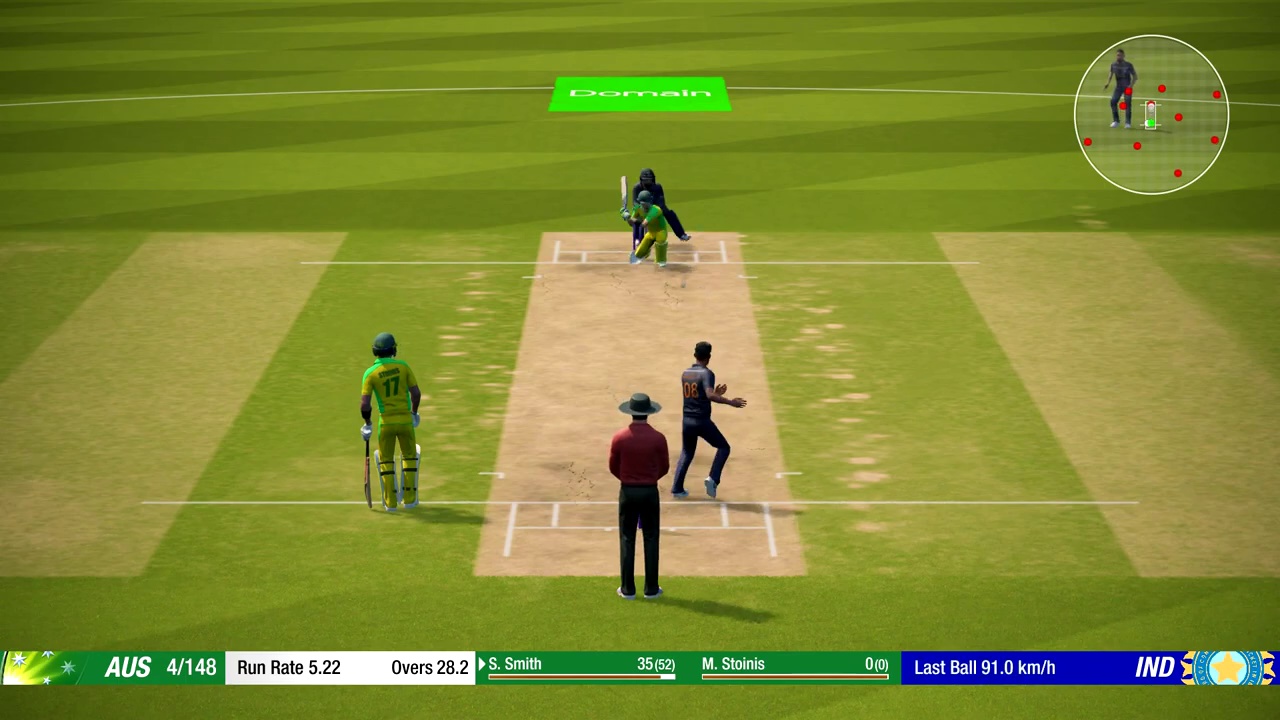 Domain
17
08
AUS 4/148 Run Rate 5.22 Overs 28.2 S. Smith 35(52) M. Stoinis 0(0) Last Ball 91.0 km/h IND